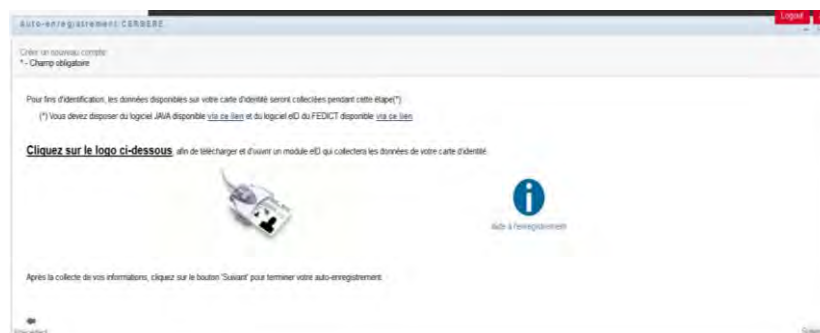 Auto-enregistrement CERBERE
Logout
Créer un nouveau compte
* - Champ obligatoire
Pour fins d'identification, les données disponibles sur votre carte d'identité seront collectées pendant cette étape(*)
(*) Vous devez disposer du logiciel JAVA disponible via ce lien et du logiciel eID du FEDICT disponible via ce lien
Cliquez sur le logo ci-dessous, afin de télécharger et d'ouvrir un module eID qui collectera les données de votre carte d'identité.
Aide à l'enregistrement
Après la collecte de vos informations, cliquez sur le bouton 'Suivant' pour terminer votre auto-enregistrement.
Précédent